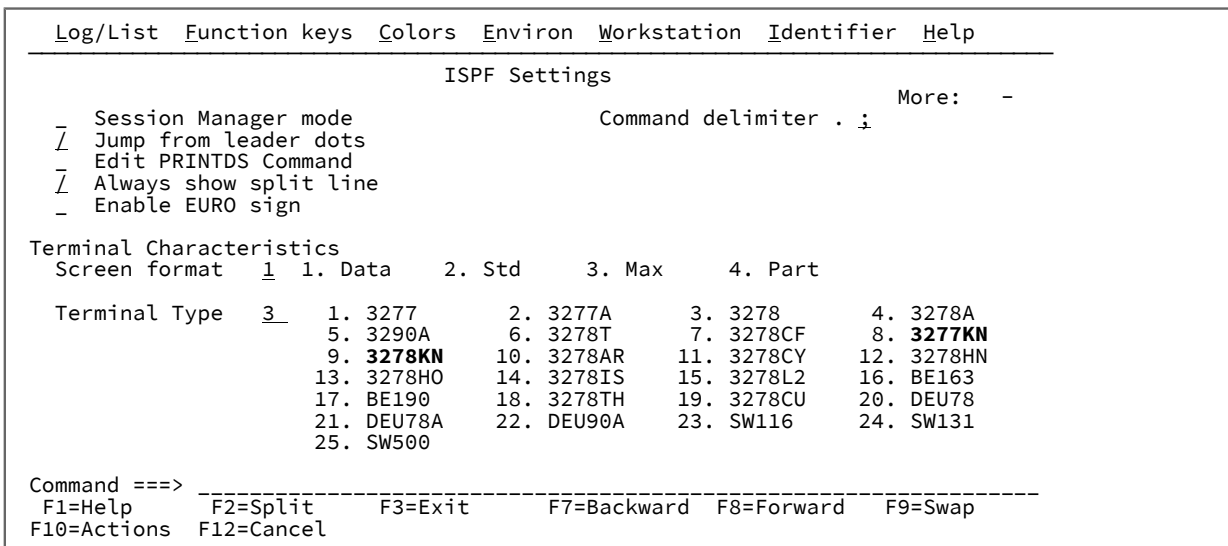 Log/List  Function keys  Colors  Environ  Workstation  Identifier  Help
ISPF Settings
More:   -
_  Session Manager mode                Command delimiter . ;
/  Jump from leader dots
_  Edit PRINTDS Command
/  Always show split line
_  Enable EURO sign
Terminal Characteristics
Screen format   1  1. Data    2. Std     3. Max     4. Part
Terminal Type   3    1. 3277       2. 3277A      3. 3278       4. 3278A
5. 3290A      6. 3278T      7. 3278CF     8. 3277KN
9. 3278KN    10. 3278AR    11. 3278CY    12. 3278HN
13. 3278HO    14. 3278IS    15. 3278L2    16. BE163
17. BE190     18. 3278TH    19. 3278CU    20. DEU78
21. DEU78A    22. DEU90A    23. SW116     24. SW131
25. SW500
Command ===> _________________________________________________________________
F1=Help      F2=Split     F3=Exit      F7=Backward  F8=Forward   F9=Swap
F10=Actions  F12=Cancel